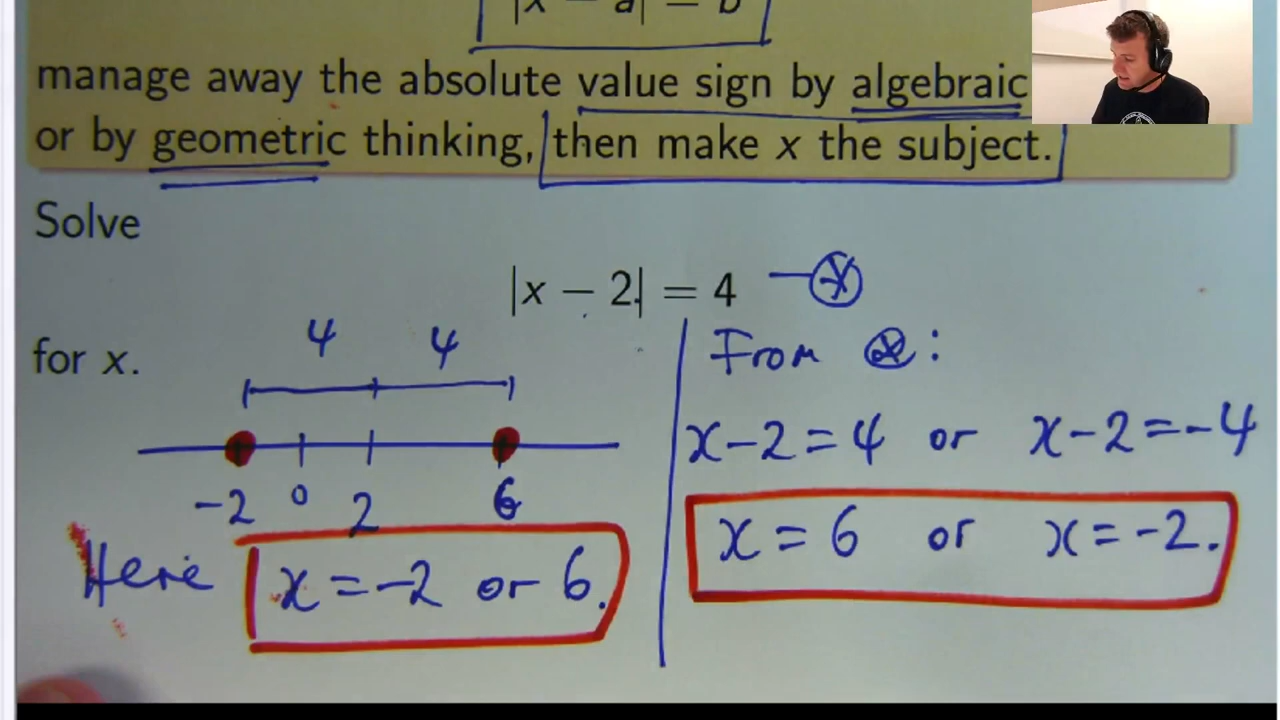 |x − a| = b
manage away the absolute value sign by algebraic
or by geometric thinking, then make x the subject.
Solve
|x − 2| = 4 —⊛
for x.
4 4
-2 0 2 6
Here x = -2 or 6.
From ⊛:
x-2=4 or x-2=-4
x = 6 or x = -2.